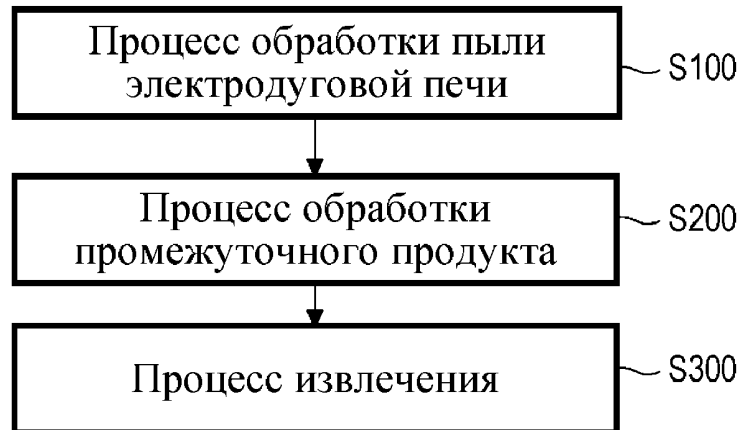 Процесс обработки пыли
электродуговой печи
S100
Процесс обработки
промежуточного продукта
S200
Процесс извлечения
S300